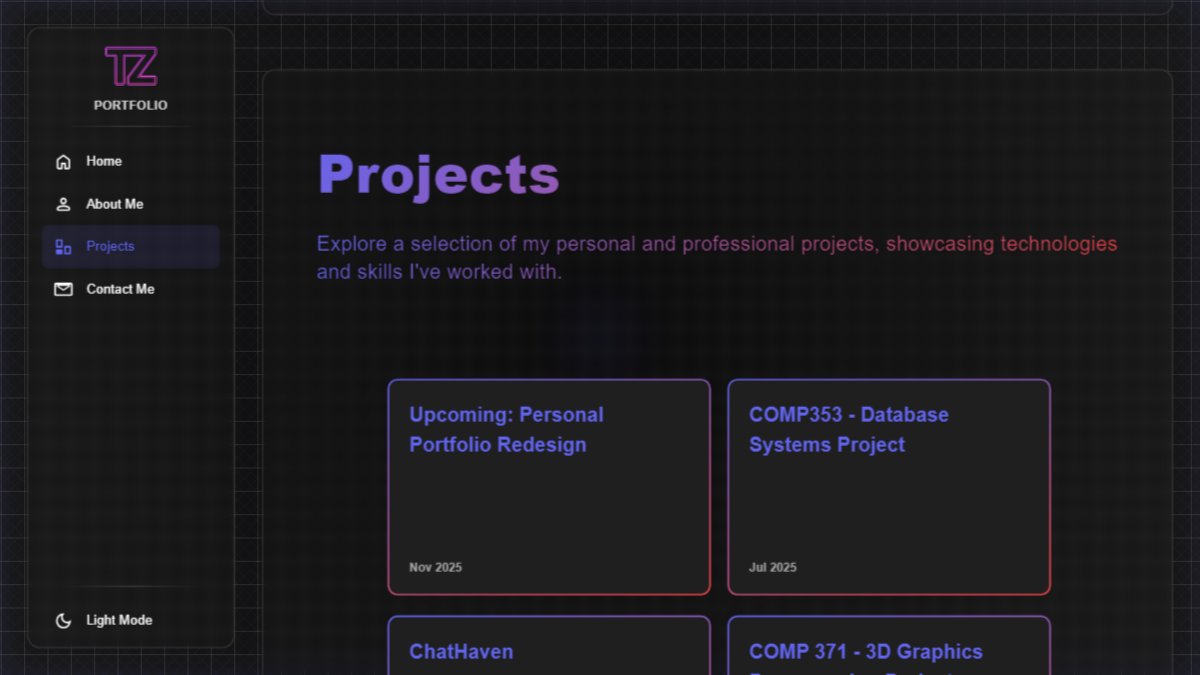 TZ
PORTFOLIO
Home
About Me
Projects
Contact Me
Light Mode
Projects
Explore a selection of my personal and professional projects, showcasing technologies
and skills I've worked with.
Upcoming: Personal
Portfolio Redesign
Nov 2025
COMP353 - Database
Systems Project
Jul 2025
ChatHaven
COMP 371 - 3D Graphics